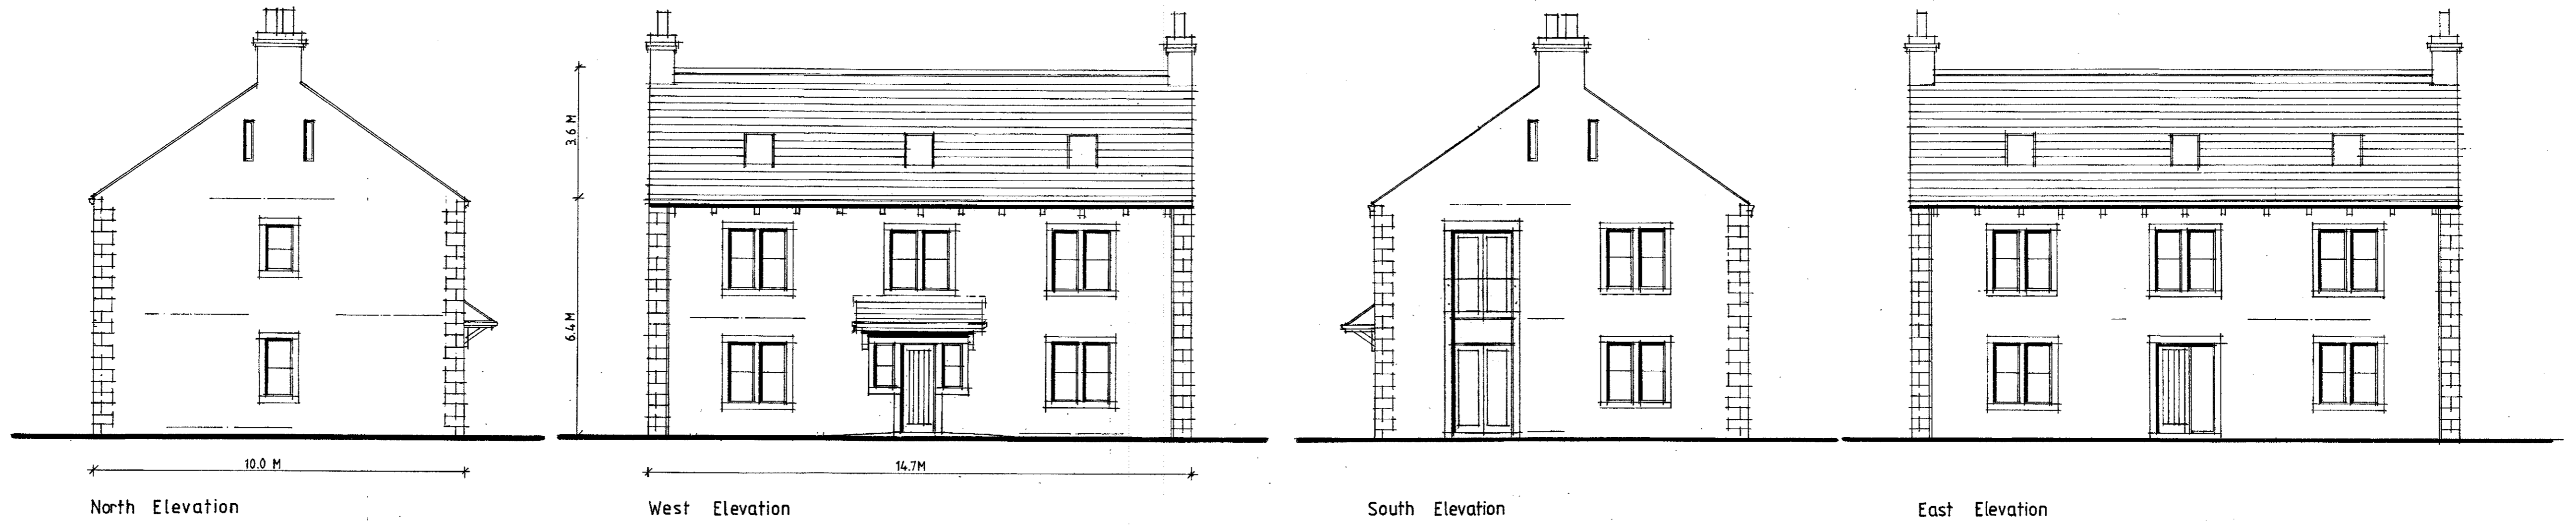 3.6 M
6.4 M
10.0 M
14.7M
North Elevation
West Elevation
South Elevation
East Elevation